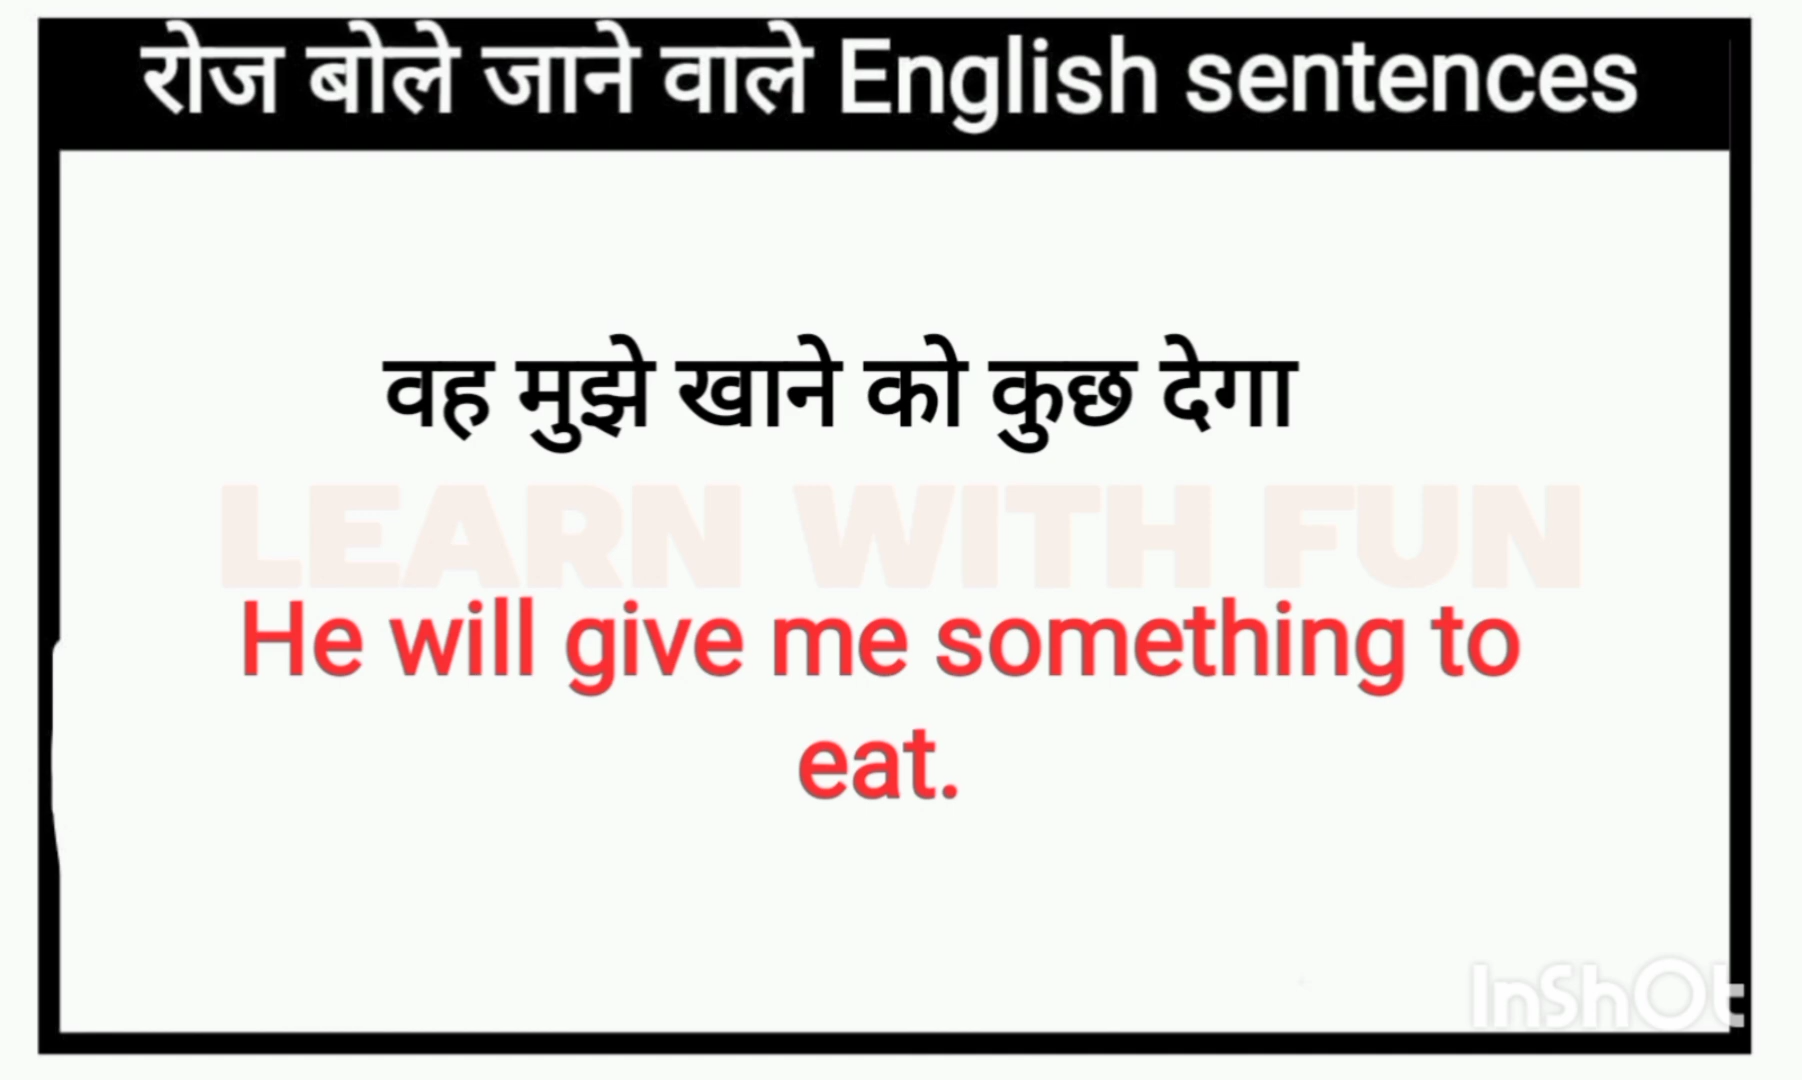 रोज बोले जाने वाले English sentences
वह मुझे खाने को कुछ देगा
LEARN WITH FUN
He will give me something to
eat.
InShOt